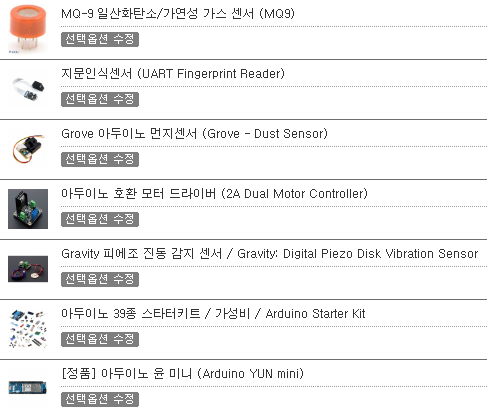 MQ-9 일산화탄소/가연성 가스 센서 (MQ9)
선택옵션 수정
지문인식센서 (UART Fingerprint Reader)
선택옵션 수정
Grove 아두이노 먼지센서 (Grove - Dust Sensor)
선택옵션 수정
아두이노 호환 모터 드라이버 (2A Dual Motor Controller)
선택옵션 수정
Gravity 피에조 진동 감지 센서 / Gravity: Digital Piezo Disk Vibration Sensor
선택옵션 수정
아두이노 39종 스타터키트 / 가성비 / Arduino Starter Kit
선택옵션 수정
[정품] 아두이노 윤 미니 (Arduino YUN mini)
선택옵션 수정